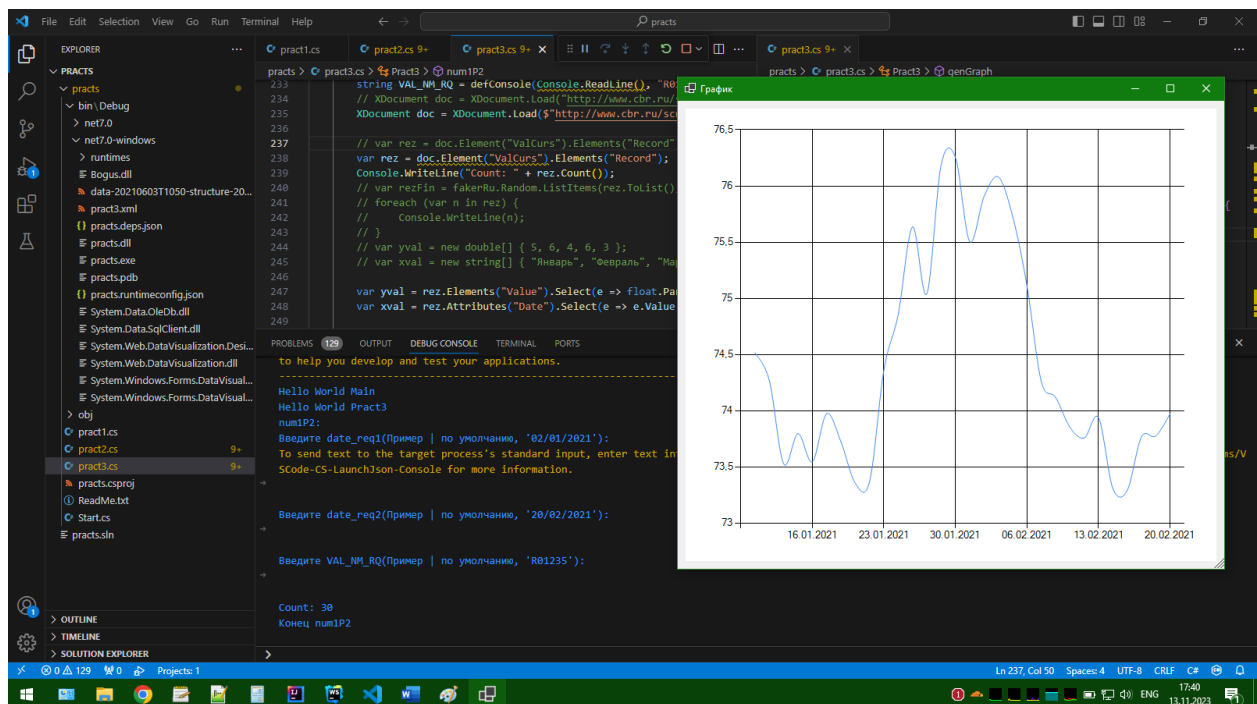 File Edit Selection View Go Run Terminal Help
practs
EXPLORER
PRACTS
practs
bin\Debug
net7.0
net7.0-windows
runtimes
Bogus.dll
data-20210603T1050-structure-20...
pract3.xml
practs.deps.json
practs.dll
practs.exe
practs.pdb
practs.runtimeconfig.json
System.Data.OleDb.dll
System.Data.SqlClient.dll
System.Web.DataVisualization.Desi...
System.Web.DataVisualization.dll
System.Windows.Forms.DataVisual...
System.Windows.Forms.DataVisual...
obj
pract1.cs
pract2.cs 9+
pract3.cs 9+
practs.csproj
ReadMe.txt
Start.cs
practs.sln
OUTLINE
TIMELINE
SOLUTION EXPLORER
pract1.cs pract2.cs 9+ pract3.cs 9+
practs > pract3.cs > Pract3 > num1P2
233 string VAL_NM_RQ = defConsole(Console.ReadLine(), "R0
234 // XDocument doc = XDocument.Load("http://www.cbr.ru/
235 XDocument doc = XDocument.Load($"http://www.cbr.ru/sc
236
237 // var rez = doc.Element("ValCurs").Elements("Record"
238 var rez = doc.Element("ValCurs").Elements("Record");
239 Console.WriteLine("Count: " + rez.Count());
240 // var rezFin = fakerRu.Random.ListItems(rez.ToList()
241 // foreach (var n in rez) {
242 // Console.WriteLine(n);
243 // }
244 // var yval = new double[] { 5, 6, 4, 6, 3 };
245 // var xval = new string[] { "Январь", "Февраль", "Ма
246
247 var yval = rez.Elements("Value").Select(e => float.Pa
248 var xval = rez.Attributes("Date").Select(e => e.Value
249
pract3.cs 9+
practs > pract3.cs > Pract3 > genGraph
PROBLEMS 129 OUTPUT DEBUG CONSOLE TERMINAL PORTS
to help you develop and test your applications.
Hello World Main
Hello World Pract3
num1P2:
Введите date_req1(Пример | по умолчанию, '02/01/2021'):
To send text to the target process's standard input, enter text in
SCode-CS-LaunchJson-Console for more information.
ms/V
Введите date_req2(Пример | по умолчанию, '20/02/2021'):
Введите VAL_NM_RQ(Пример | по умолчанию, 'R01235'):
Count: 30
Конец num1P2
График
76,5
76
75,5
75
74,5
74
73,5
73
16.01.2021 23.01.2021 30.01.2021 06.02.2021 13.02.2021 20.02.2021
0 129 0 Projects: 1
Ln 237, Col 50 Spaces: 4 UTF-8 CRLF C#
ENG 17:40
13.11.2023